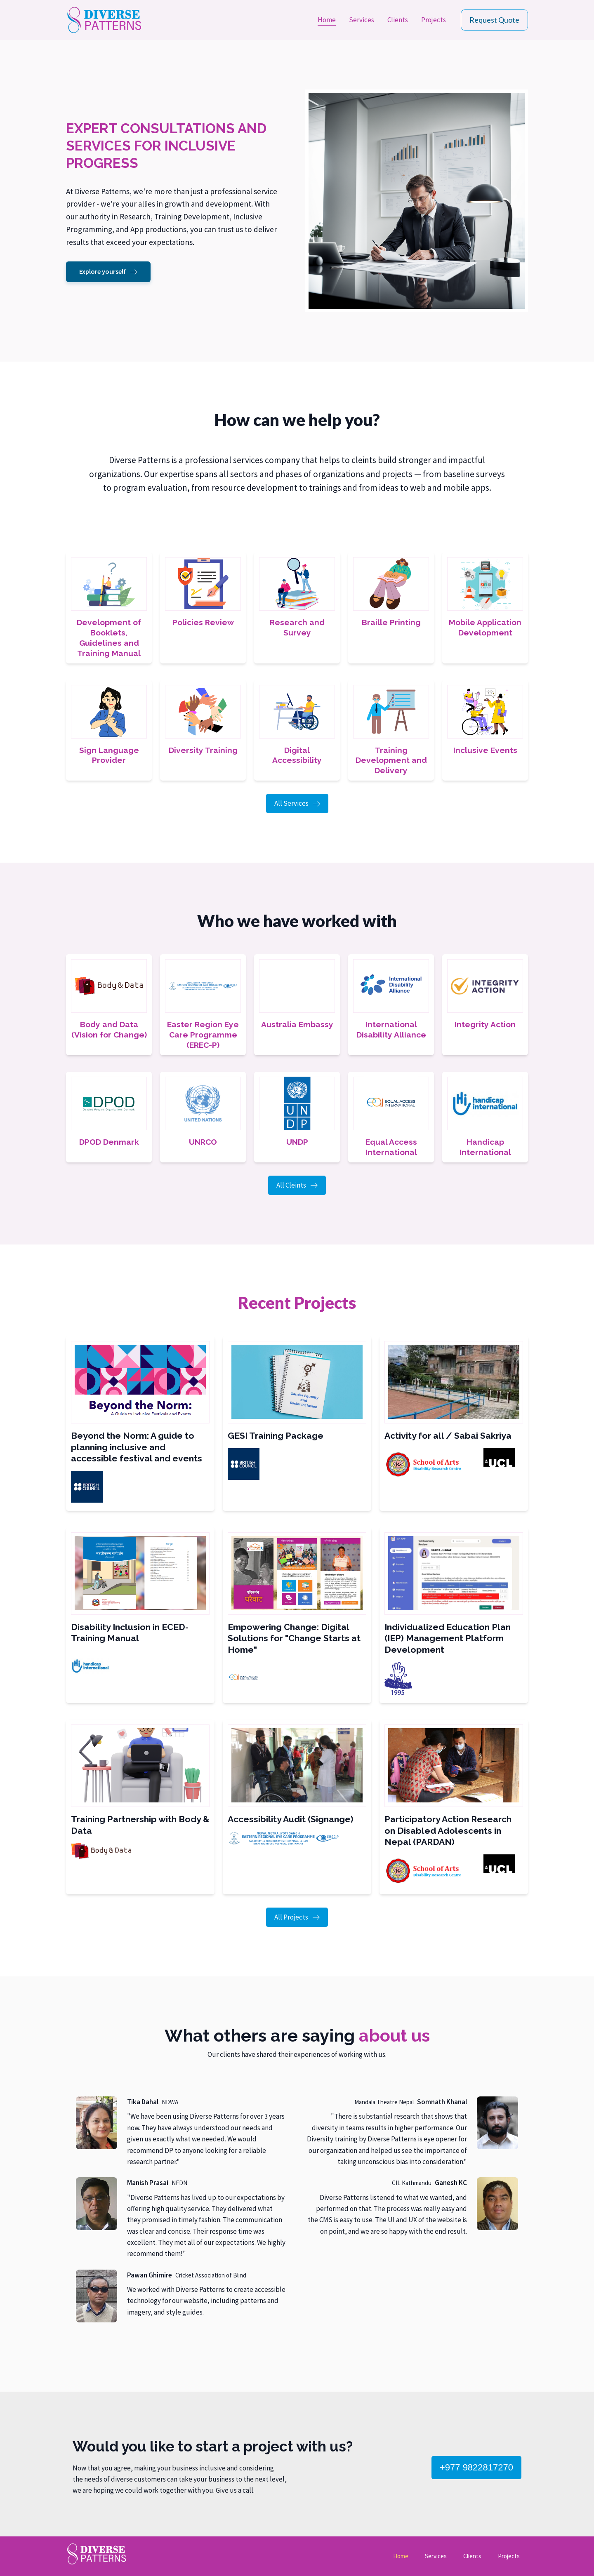 DIVERSE
PATTERNS
Home
Services
Clients
Projects
Request Quote
EXPERT CONSULTATIONS AND
SERVICES FOR INCLUSIVE
PROGRESS
At Diverse Patterns, we're more than just a professional service
provider - we're your allies in growth and development. With
our authority in Research, Training Development, Inclusive
Programming, and App productions, you can trust us to deliver
results that exceed your expectations.
Explore yourself
How can we help you?
Diverse Patterns is a professional services company that helps to cleints build stronger and impactful
organizations. Our expertise spans all sectors and phases of organizations and projects — from baseline surveys
to program evaluation, from resource development to trainings and from ideas to web and mobile apps.
Development of
Booklets,
Guidelines and
Training Manual
Policies Review
Research and
Survey
Braille Printing
Mobile Application
Development
Sign Language
Provider
Diversity Training
Digital
Accessibility
Training
Development and
Delivery
Inclusive Events
All Services
Who we have worked with
Body & Data
Body and Data
(Vision for Change)
Easter Region Eye
Care Programme
(EREC-P)
Australia Embassy
International
Disability
Alliance
International
Disability Alliance
INTEGRITY
ACTION
Integrity Action
DPOD
DPOD Denmark
UNITED NATIONS
UNRCO
U N
D P
UNDP
EQUAL ACCESS
INTERNATIONAL
Equal Access
International
handicap
international
Handicap
International
All Cleints
Recent Projects
Beyond the Norm:
A Guide to Inclusive Festivals and Events
Beyond the Norm: A guide to
planning inclusive and
accessible festival and events
BRITISH
COUNCIL
Gender Equality
and
Social Inclusion
GESI Training Package
BRITISH
COUNCIL
Activity for all / Sabai Sakriya
School of Arts
Disability Research Centre
UCL
Disability Inclusion in ECED-
Training Manual
handicap
international
Empowering Change: Digital
Solutions for "Change Starts at
Home"
Individualized Education Plan
(IEP) Management Platform
Development
1995
Training Partnership with Body &
Data
Body & Data
Accessibility Audit (Signange)
EASTERN REGIONAL EYE CARE PROGRAMME
Participatory Action Research
on Disabled Adolescents in
Nepal (PARDAN)
School of Arts
Disability Research Centre
UCL
All Projects
What others are saying about us
Our clients have shared their experiences of working with us.
Tika Dahal NDWA
"We have been using Diverse Patterns for over 3 years
now. They have always understood our needs and
given us exactly what we needed. We would
recommend DP to anyone looking for a reliable
research partner."
Mandala Theatre Nepal Somnath Khanal
"There is substantial research that shows that
diversity in teams results in higher performance. Our
Diversity training by Diverse Patterns is eye opener for
our organization and helped us see the importance of
taking unconscious bias into consideration."
Manish Prasai NFDN
"Diverse Patterns has lived up to our expectations by
offering high quality service. They delivered what
they promised in timely fashion. The communication
was clear and concise. Their response time was
excellent. They met all of our expectations. We highly
recommend them!"
CIL Kathmandu Ganesh KC
Diverse Patterns listened to what we wanted, and
performed on that. The process was really easy and
the CMS is easy to use. The UI and UX of the website is
on point, and we are so happy with the end result.
Pawan Ghimire Cricket Association of Blind
We worked with Diverse Patterns to create accessible
technology for our website, including patterns and
imagery, and style guides.
Would you like to start a project with us?
Now that you agree, making your business inclusive and considering
the needs of diverse customers can take your business to the next level,
we are hoping we could work together with you. Give us a call.
+977 9822817270
DIVERSE
PATTERNS
Home
Services
Clients
Projects